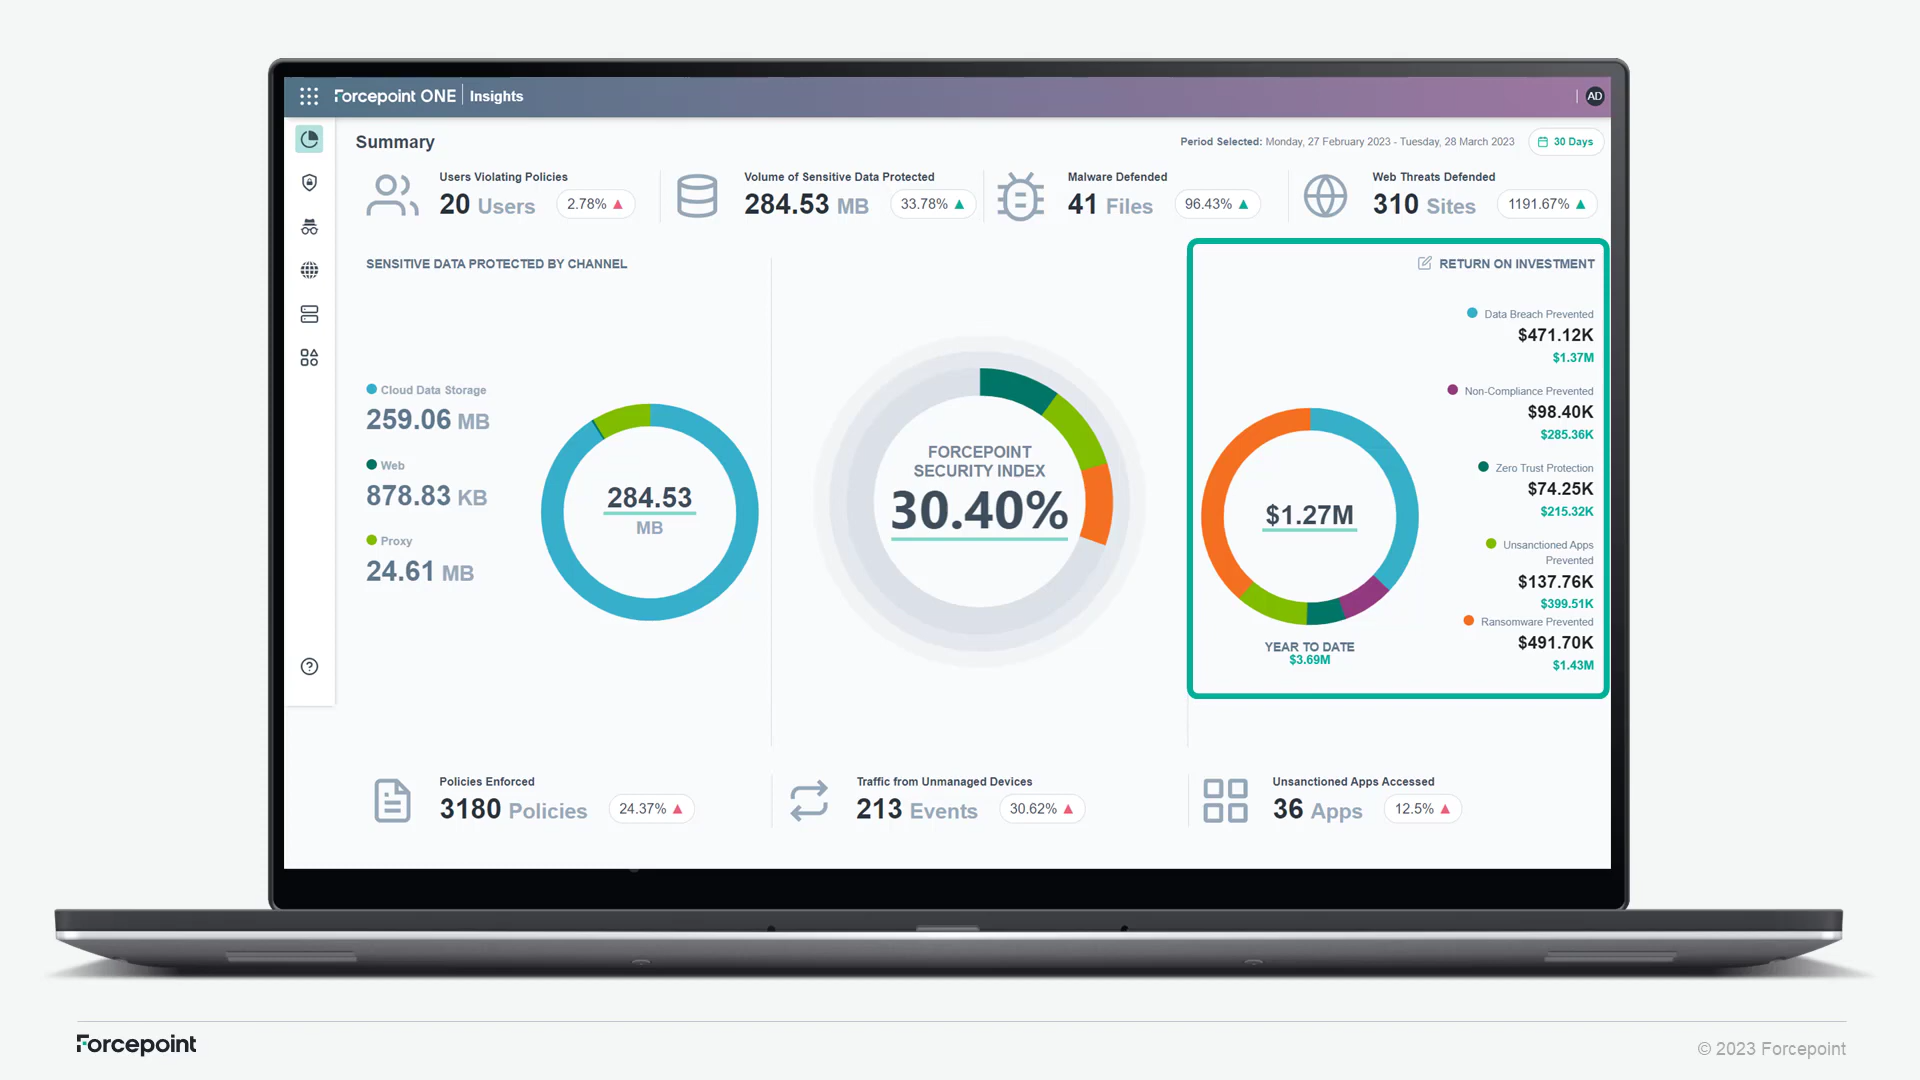 Forcepoint ONE | Insights
AD
Summary
Period Selected: Monday, 27 February 2023 - Tuesday, 28 March 2023
30 Days
Users Violating Policies
20 Users 2.78%
Volume of Sensitive Data Protected
284.53 MB 33.78%
Malware Defended
41 Files 96.43%
Web Threats Defended
310 Sites 1191.67%
SENSITIVE DATA PROTECTED BY CHANNEL
Cloud Data Storage
259.06 MB
Web
878.83 KB
Proxy
24.61 MB
284.53
MB
FORCEPOINT
SECURITY INDEX
30.40%
RETURN ON INVESTMENT
$1.27M
YEAR TO DATE
$3.69M
Data Breach Prevented
$471.12K
$1.37M
Non-Compliance Prevented
$98.40K
$285.36K
Zero Trust Protection
$74.25K
$215.32K
Unsanctioned Apps
Prevented
$137.76K
$399.51K
Ransomware Prevented
$491.70K
$1.43M
Policies Enforced
3180 Policies 24.37%
Traffic from Unmanaged Devices
213 Events 30.62%
Unsanctioned Apps Accessed
36 Apps 12.5%
Forcepoint
© 2023 Forcepoint